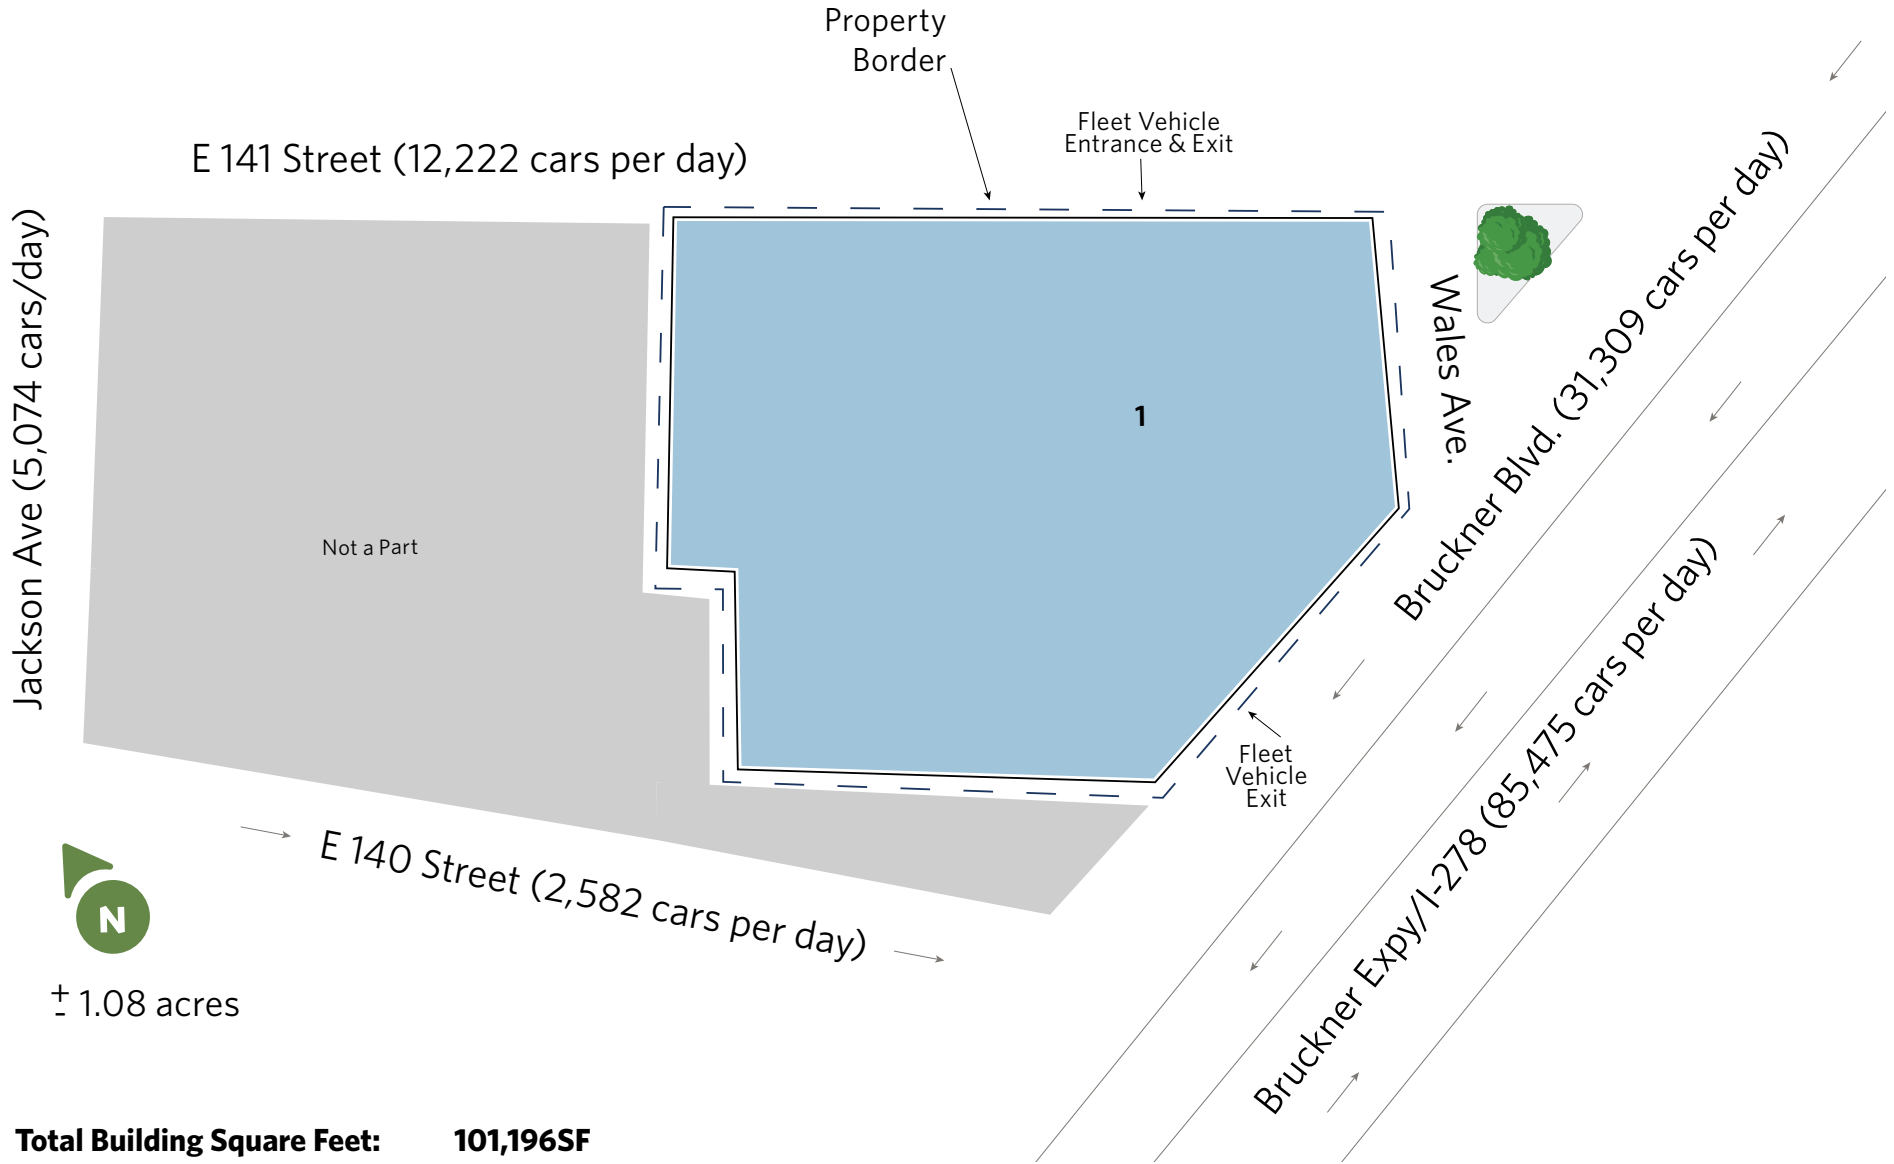 Property
Border
Fleet Vehicle
Entrance & Exit
E 141 Street (12,222 cars per day)
Jackson Ave (5,074 cars/day)
Wales Ave.
Bruckner Blvd. (31,309 cars per day)
1
Not a Part
Bruckner Expy/I-278 (85,475 cars per day)
Fleet
Vehicle
Exit
E 140 Street (2,582 cars per day)
N
± 1.08 acres
Total Building Square Feet: 101,196SF